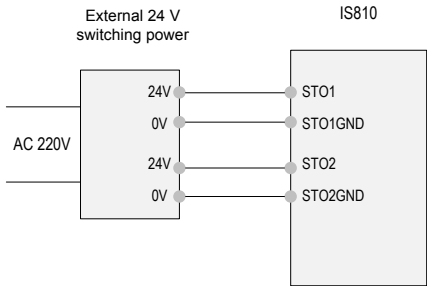 External 24 V
switching power
IS810
24V
STO1
0V
STO1GND
AC 220V
24V
STO2
0V
STO2GND